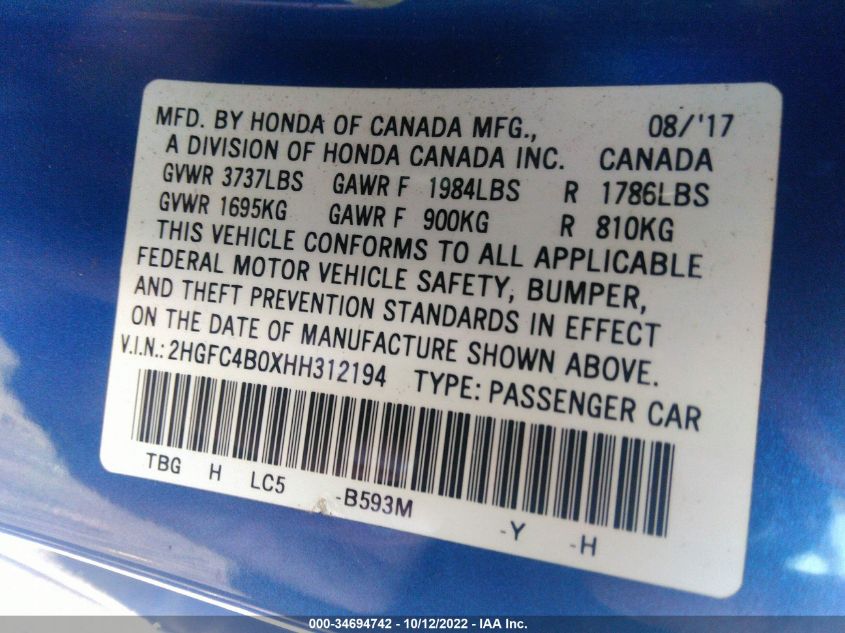 MFD. BY HONDA OF CANADA MFG., 08/'17
A DIVISION OF HONDA CANADA INC. CANADA
GVWR 3737LBS GAWR F 1984LBS R 1786LBS
GVWR 1695KG GAWR F 900KG R 810KG
THIS VEHICLE CONFORMS TO ALL APPLICABLE
FEDERAL MOTOR VEHICLE SAFETY, BUMPER,
AND THEFT PREVENTION STANDARDS IN EFFECT
ON THE DATE OF MANUFACTURE SHOWN ABOVE.
V.I.N.: 2HGFC4B0XHH312194 TYPE: PASSENGER CAR
TBG H LC5 -B593M -Y -H
000-34694742 - 10/12/2022 - IAA Inc.